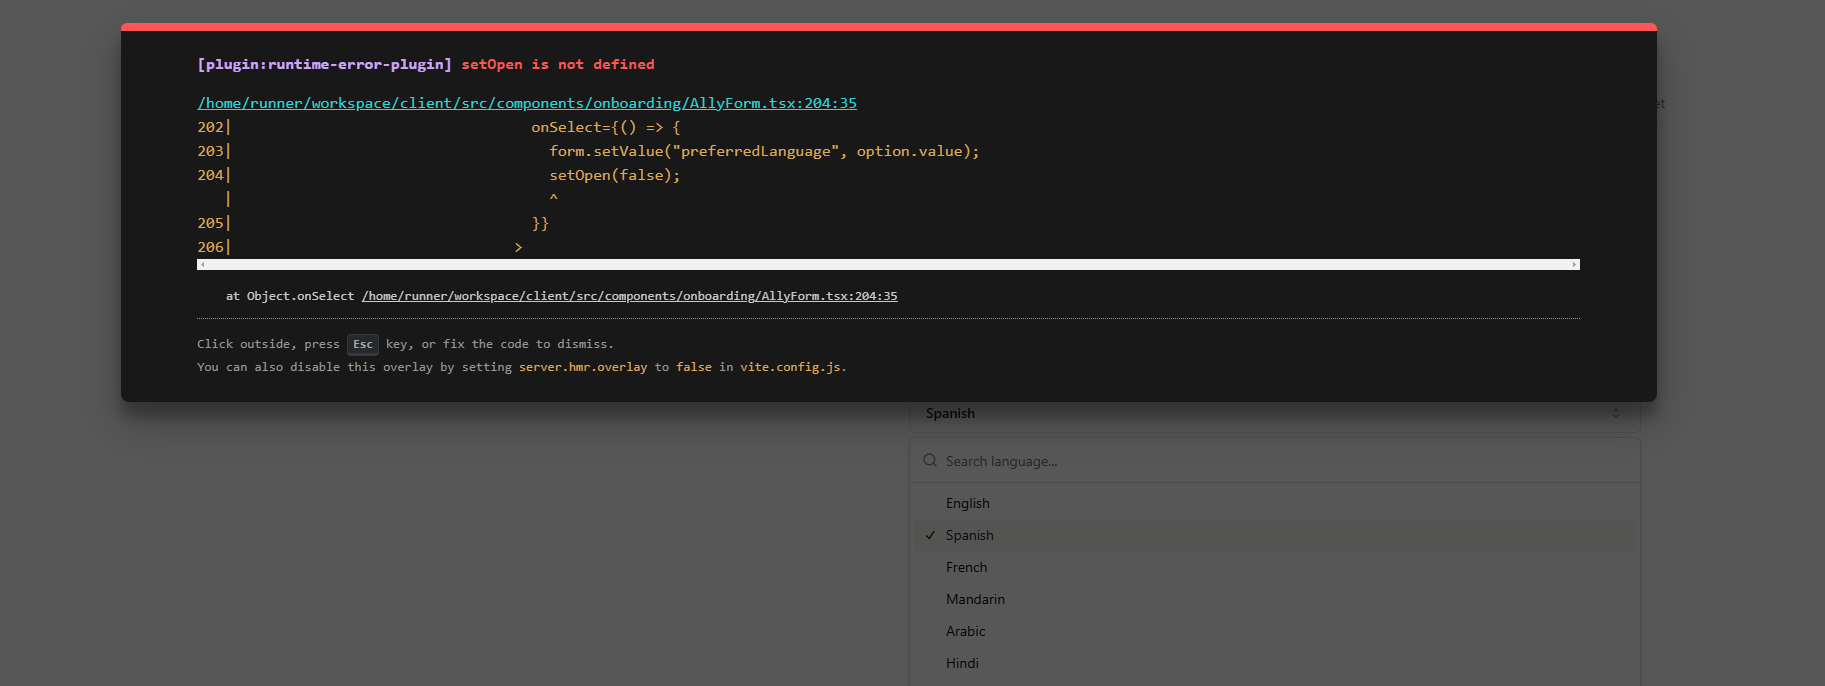 [plugin:runtime-error-plugin] setOpen is not defined
et
/home/runner/workspace/client/src/components/onboarding/AllyForm.tsx:204:35
202|                                  onSelect={() => {
203|                                    form.setValue("preferredLanguage", option.value);
204|                                    setOpen(false);
   |                                    ^
205|                                  }}
206|                                >
at Object.onSelect /home/runner/workspace/client/src/components/onboarding/AllyForm.tsx:204:35
Click outside, press Esc key, or fix the code to dismiss.
You can also disable this overlay by setting server.hmr.overlay to false in vite.config.js.
Spanish
Search language...
English
Spanish
French
Mandarin
Arabic
Hindi